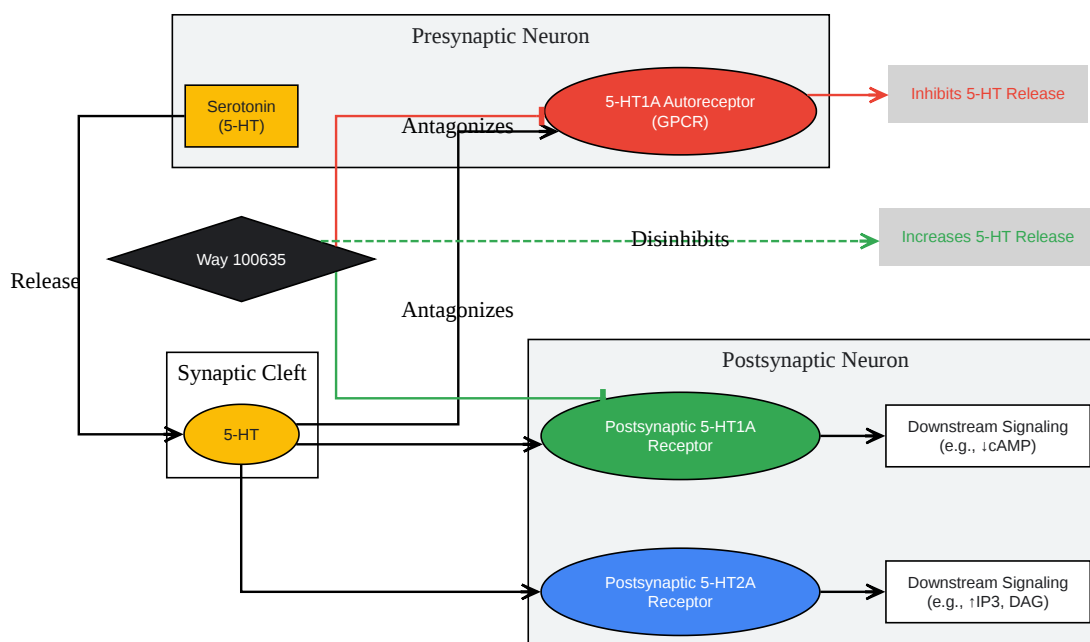 Presynaptic Neuron
Serotonin
(5-HT)
5-HT1A Autoreceptor
(GPCR)
Inhibits 5-HT Release
Antagonizes
Way 100635
Disinhibits
Increases 5-HT Release
Release
Antagonizes
Synaptic Cleft
5-HT
Postsynaptic Neuron
Postsynaptic 5-HT1A
Receptor
Downstream Signaling
(e.g., ↓cAMP)
Postsynaptic 5-HT2A
Receptor
Downstream Signaling
(e.g., ↑IP3, DAG)